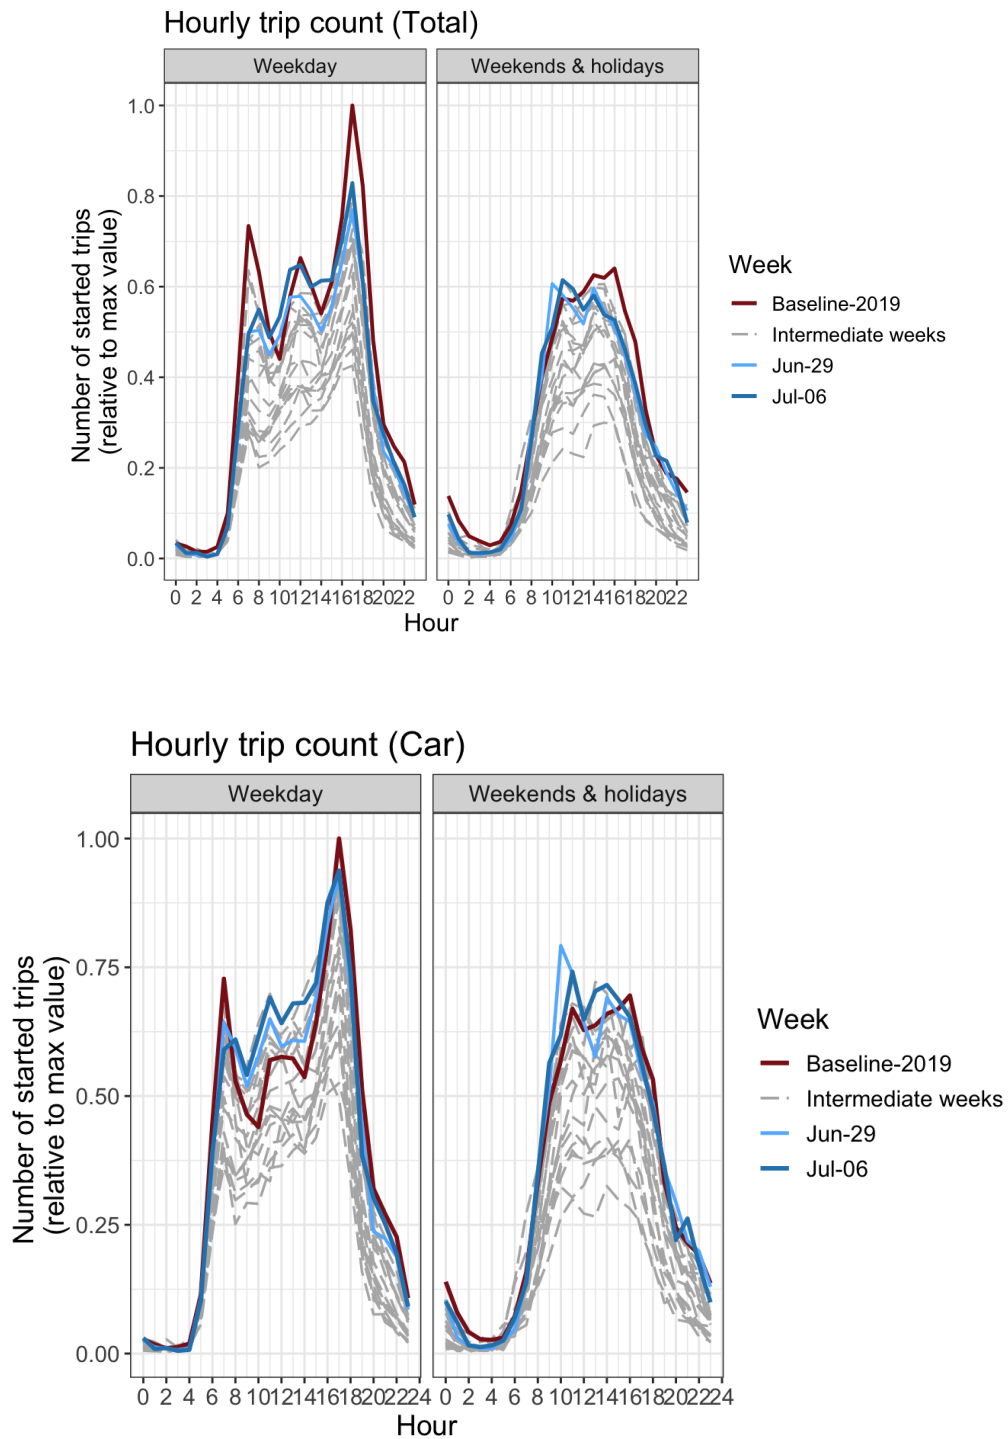 Hourly trip count (Total)
Weekday
Weekends & holidays
1.0
0.8
0.6
0.4
0.2
0.0
Number of started trips
(relative to max value)
0 2 4 6 8 10 12 14 16 18 20 22
0 2 4 6 8 10 12 14 16 18 20 22
Hour
Week
Baseline-2019
Intermediate weeks
Jun-29
Jul-06
Hourly trip count (Car)
Weekday
Weekends & holidays
1.00
0.75
0.50
0.25
0.00
Number of started trips
(relative to max value)
0 2 4 6 8 10 12 14 16 18 20 22 24
0 2 4 6 8 10 12 14 16 18 20 22 24
Hour
Week
Baseline-2019
Intermediate weeks
Jun-29
Jul-06